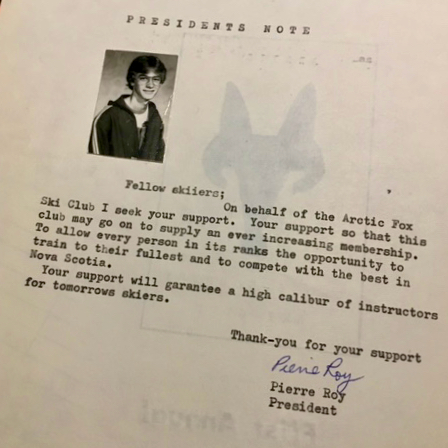 PRESIDENTS NOTE
Fellow skiiers;
On behalf of the Arctic Fox
Ski Club I seek your support. Your support so that this
club may go on to supply an ever increasing membership.
To allow every person in its ranks the opportunity to
train to their fullest and to compete with the best in
Nova Scotia.
Your support will garantee a high calibur of instructors
for tomorrows skiers.
Thank-you for your support
Pierre Roy
Pierre Roy
President